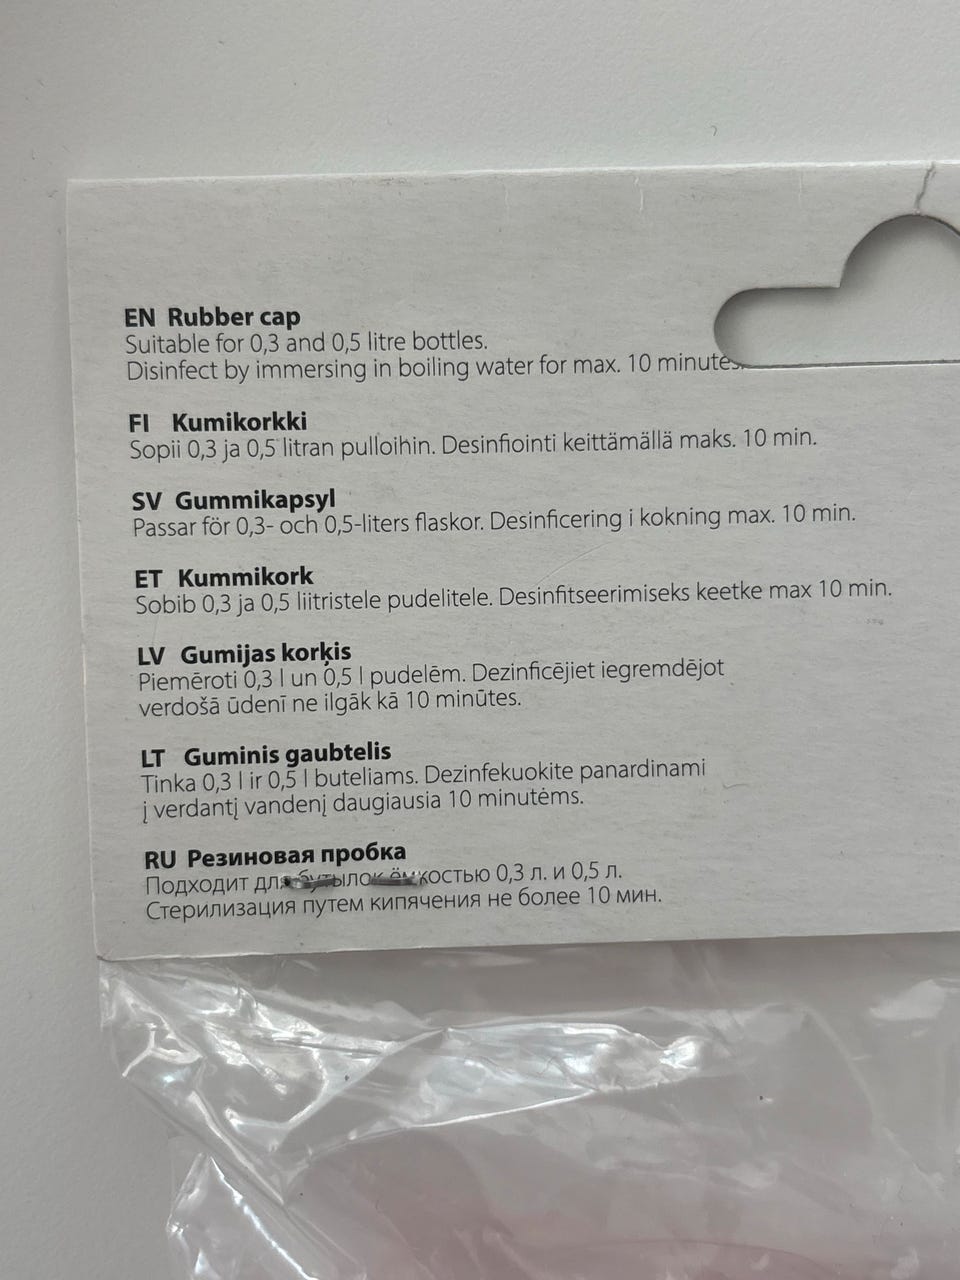 EN Rubber cap
Suitable for 0,3 and 0,5 litre bottles.
Disinfect by immersing in boiling water for max. 10 minutes.
FI Kumikorkki
Sopii 0,3 ja 0,5 litran pulloihin. Desinfiointi keittämällä maks. 10 min.
SV Gummikapsyl
Passar för 0,3- och 0,5-liters flaskor. Desinficering i kokning max. 10 min.
ET Kummikork
Sobib 0,3 ja 0,5 liitristele pudelitele. Desinfitseerimiseks keetke max 10 min.
LV Gumijas korķis
Piemēroti 0,3 l un 0,5 l pudelēm. Dezinficējiet iegremdējot
verdošā ūdenī ne ilgāk kā 10 minūtes.
LT Guminis gaubtelis
Tinka 0,3 l ir 0,5 l buteliams. Dezinfekuokite panardinami
į verdantį vandenį daugiausia 10 minutėms.
RU Резиновая пробка
Подходит для бутылок ёмкостью 0,3 л. и 0,5 л.
Стерилизация путем кипячения не более 10 мин.